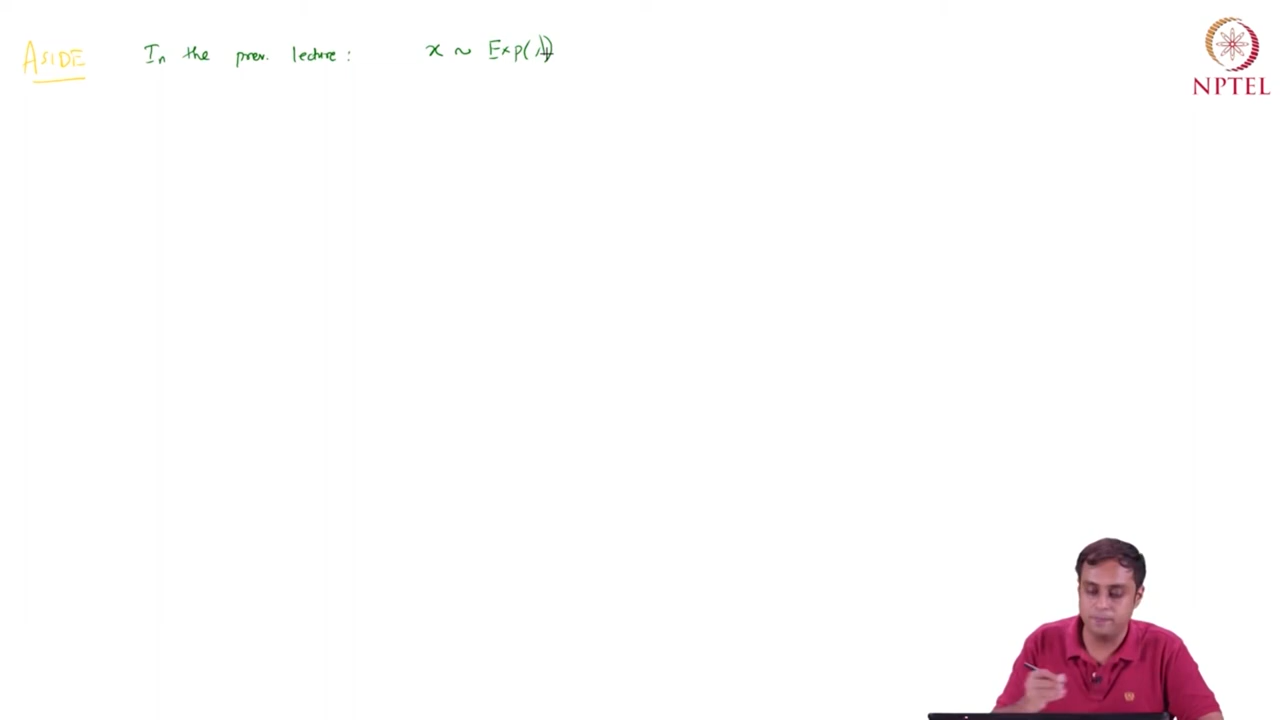 ASIDE In the prev. lecture : x ~ Exp(λ)
NPTEL